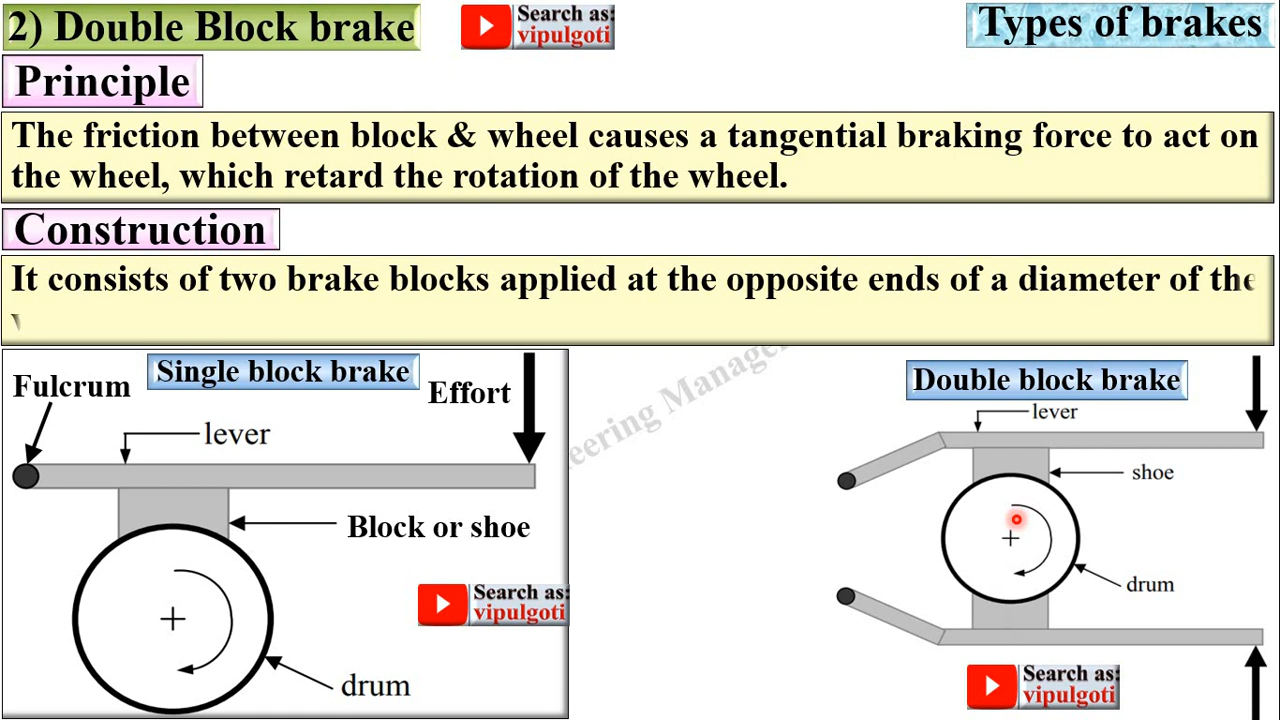 2) Double Block brake
Search as:
vipulgoti
Types of brakes
Principle
The friction between block & wheel causes a tangential braking force to act on
the wheel, which retard the rotation of the wheel.
Construction
It consists of two brake blocks applied at the opposite ends of a diameter of the
Single block brake
Fulcrum
Effort
lever
Block or shoe
Search as:
vipulgoti
drum
Double block brake
lever
shoe
drum
Search as:
vipulgoti